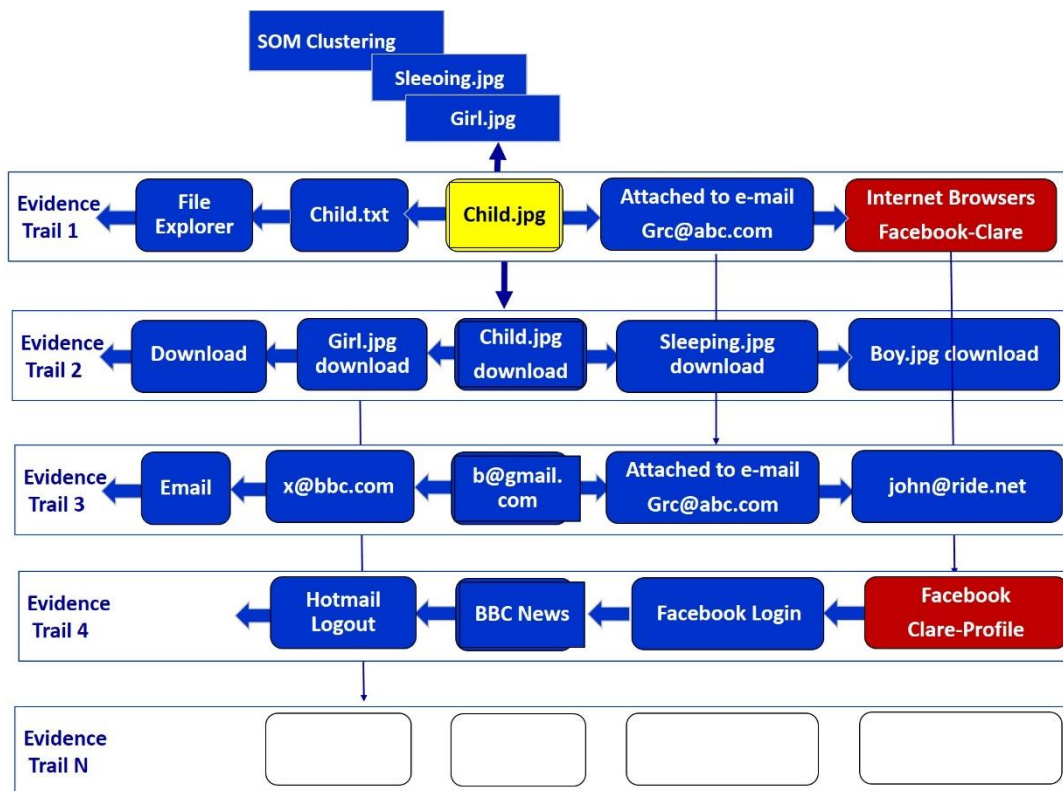 SOM Clustering
Sleeoing.jpg
Girl.jpg
Evidence
Trail 1
File
Explorer
Child.txt
Child.jpg
Attached to e-mail
Grc@abc.com
Internet Browsers
Facebook-Clare
Evidence
Trail 2
Download
Girl.jpg
download
Child.jpg
download
Sleeping.jpg
download
Boy.jpg download
Evidence
Trail 3
Email
x@bbc.com
b@gmail.
com
Attached to e-mail
Grc@abc.com
john@ride.net
Evidence
Trail 4
Hotmail
Logout
BBC News
Facebook Login
Facebook
Clare-Profile
Evidence
Trail N